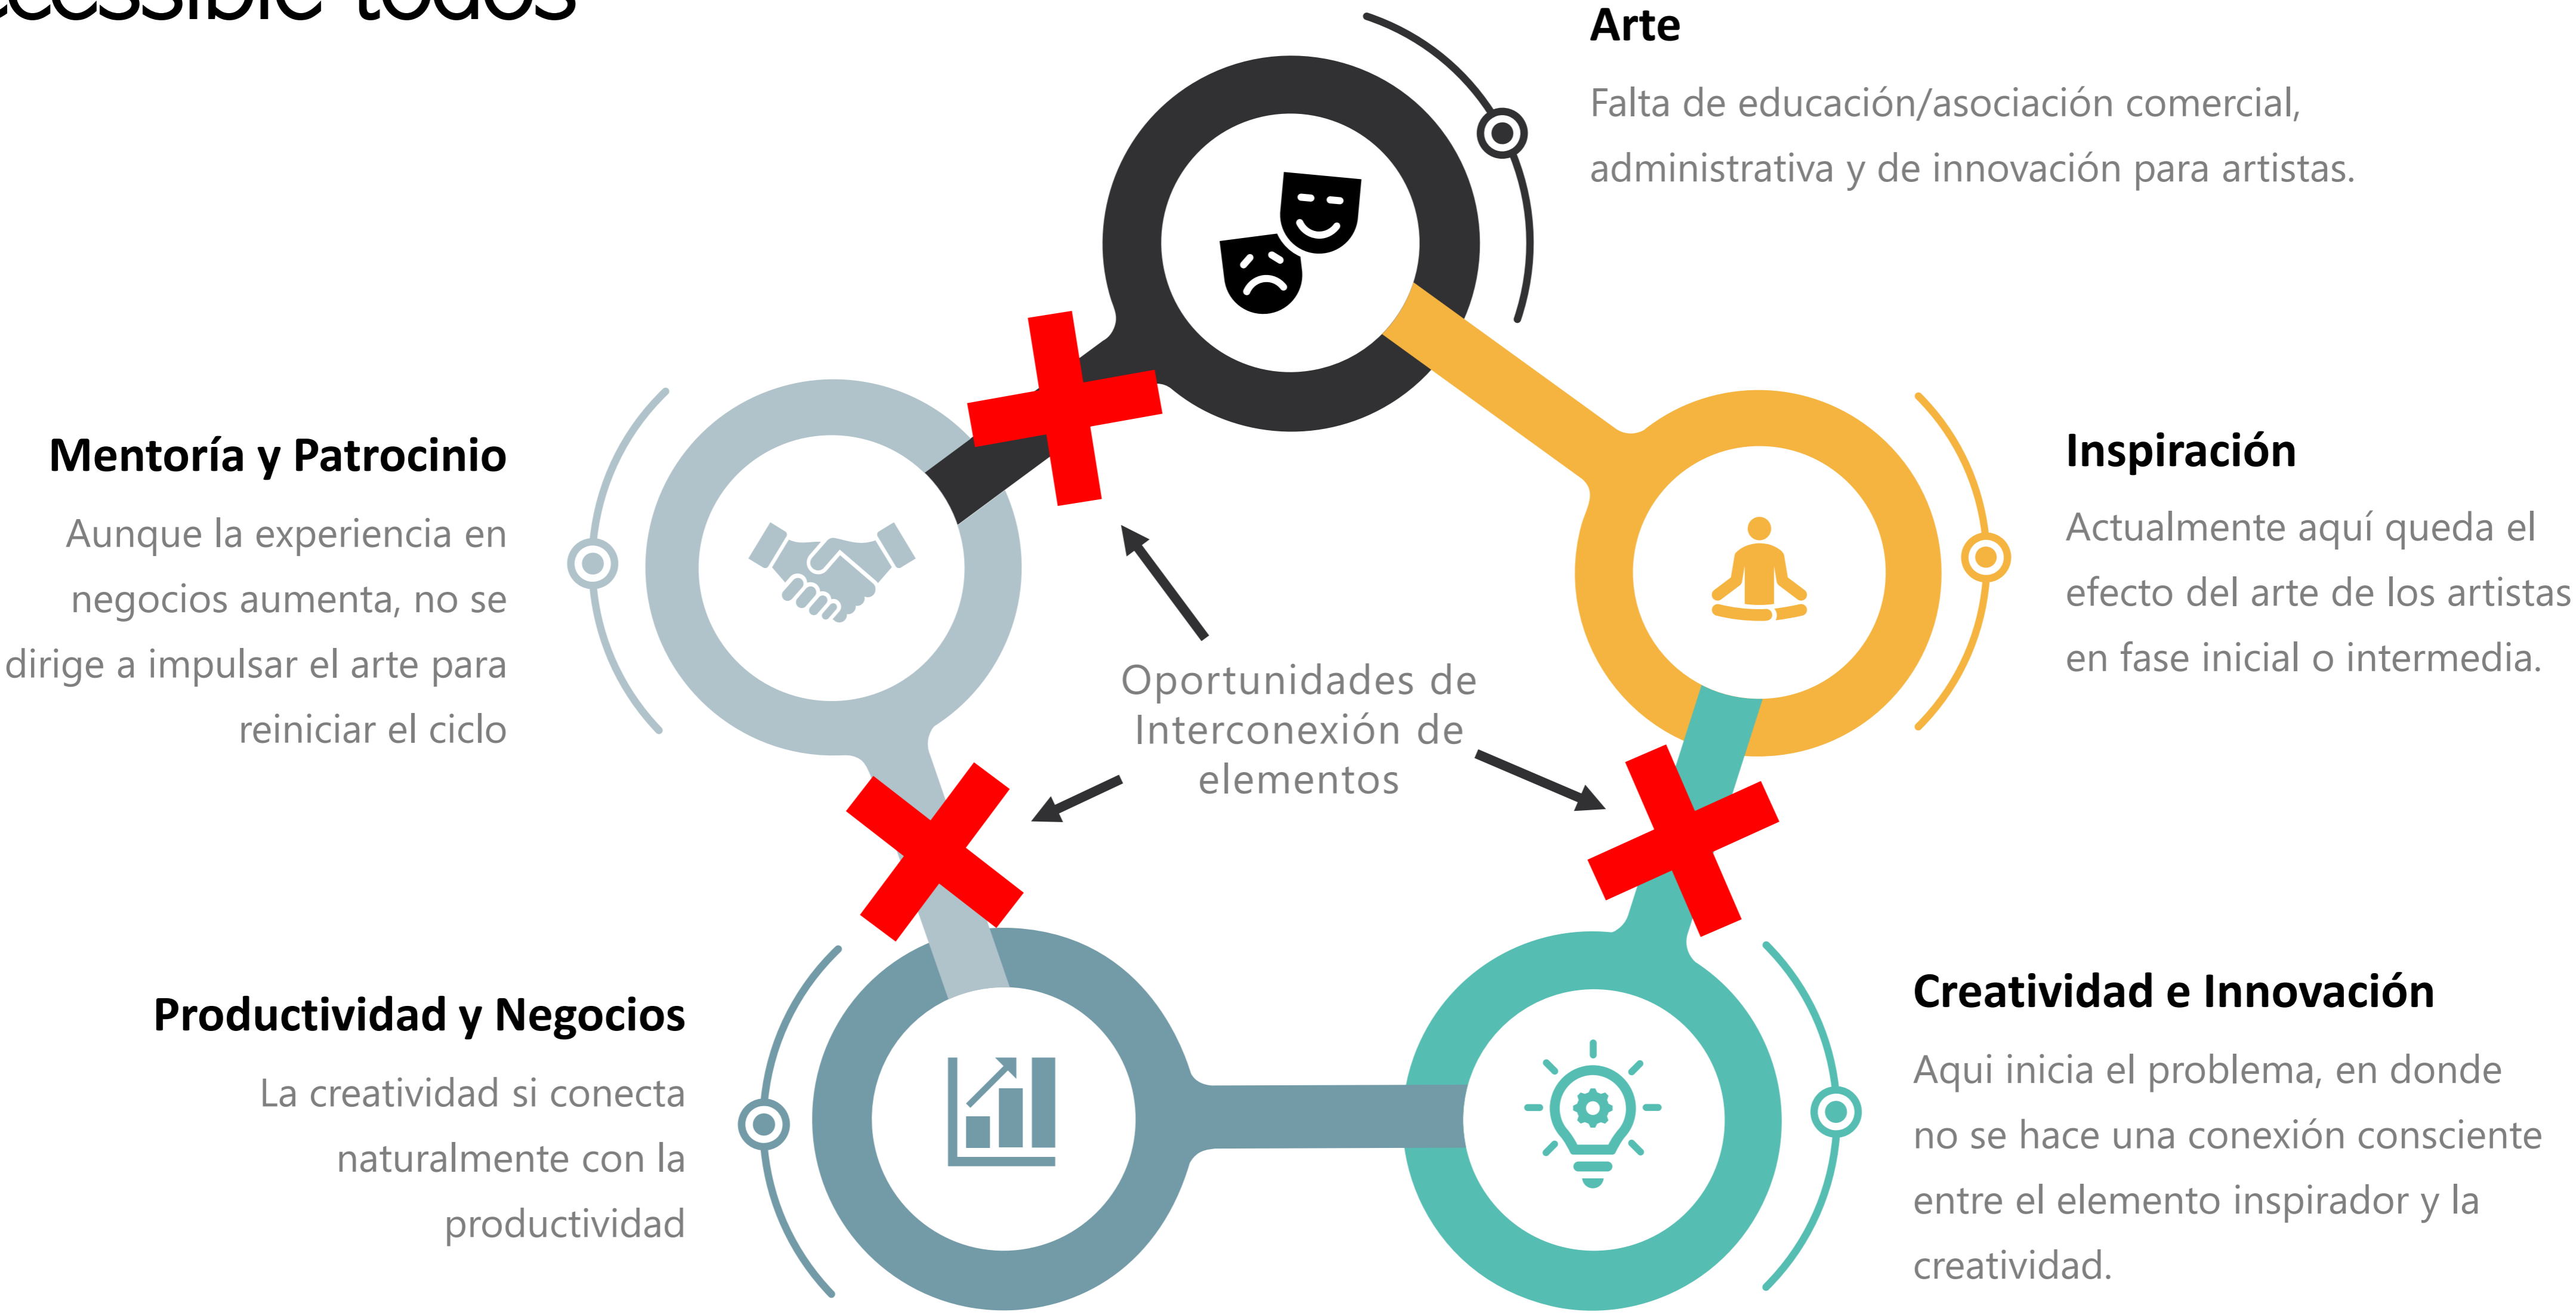 Arte
Falta de educación/asociación comercial,
administrativa y de innovación para artistas.
Mentoría y Patrocinio
Aunque la experiencia en
negocios aumenta, no se
dirige a impulsar el arte para
reiniciar el ciclo
Inspiración
Actualmente aquí queda el
efecto del arte de los artistas
en fase inicial o intermedia.
Oportunidades de
Interconexión de
elementos
Productividad y Negocios
La creatividad si conecta
naturalmente con la
productividad
Creatividad e Innovación
Aqui inicia el problema, en donde
no se hace una conexión consciente
entre el elemento inspirador y la
creatividad.